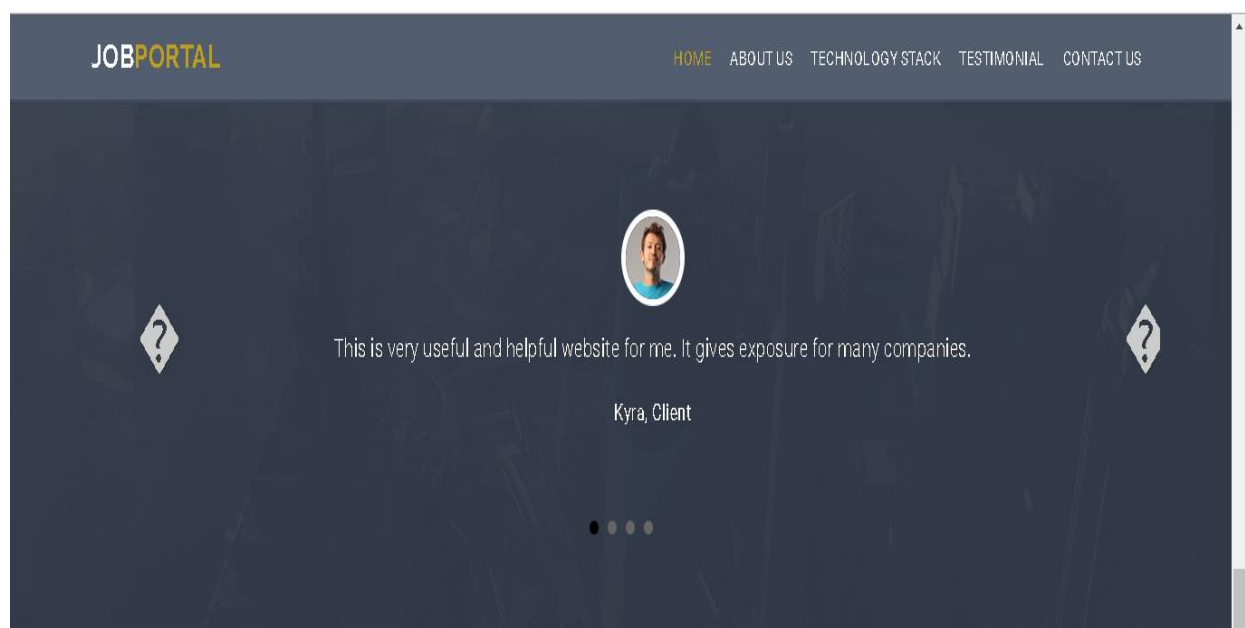 JOBPORTAL
HOME ABOUT US TECHNOLOGY STACK TESTIMONIAL CONTACT US
? ?
This is very useful and helpful website for me. It gives exposure for many companies.
Kyra, Client